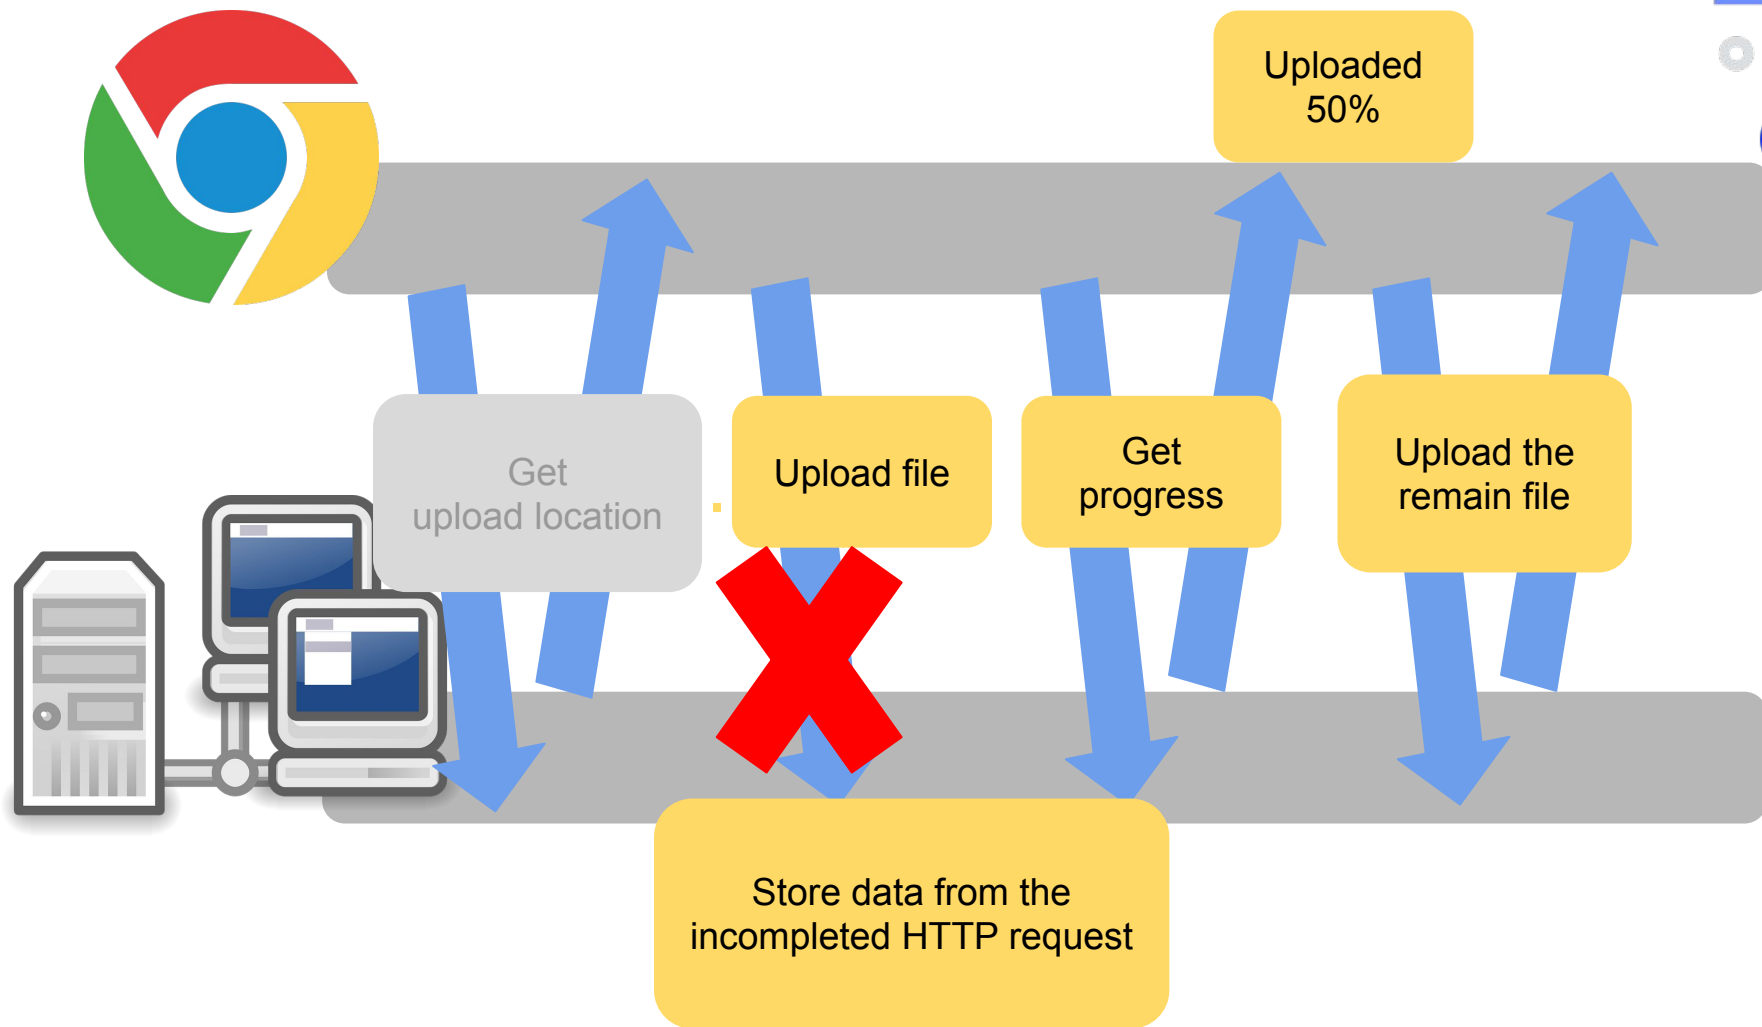 Uploaded
50%
Get
upload location
Upload file
Get
progress
Upload the
remain file
Store data from the
incompleted HTTP request